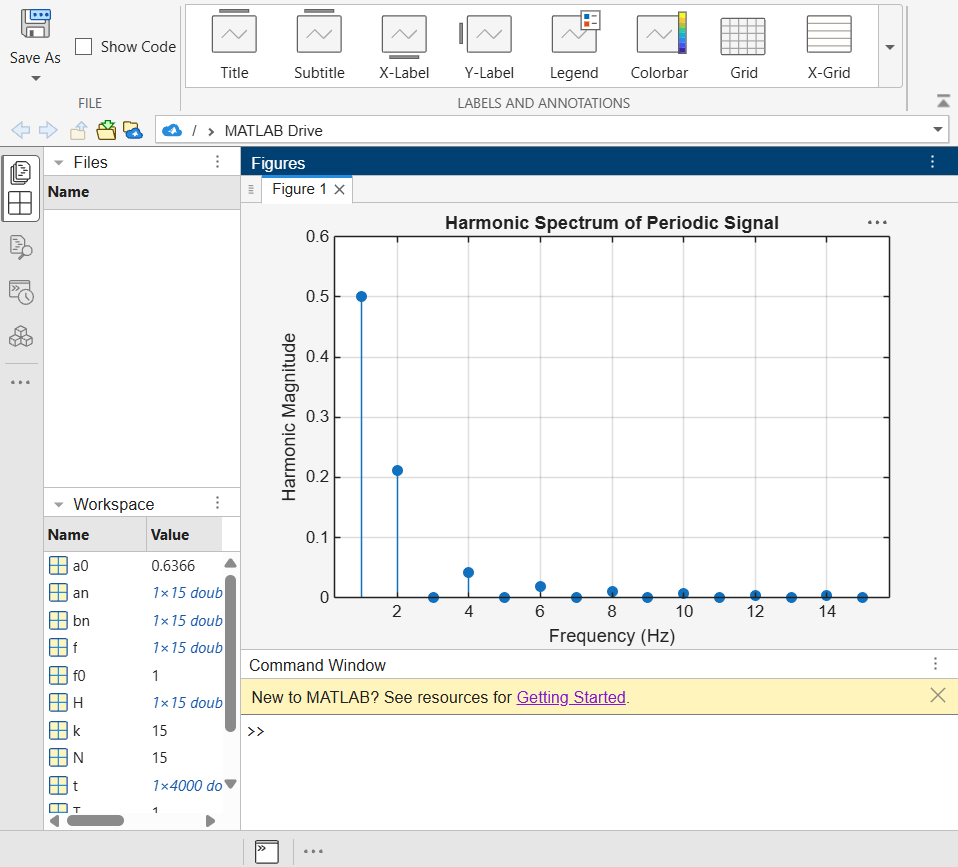 Save As
Show Code
Title
Subtitle
X-Label
Y-Label
Legend
Colorbar
Grid
X-Grid
FILE
LABELS AND ANNOTATIONS
/ > MATLAB Drive
Files
Name
Figures
Figure 1
Harmonic Spectrum of Periodic Signal
0.6
0.5
0.4
0.3
0.2
0.1
0
Harmonic Magnitude
2 4 6 8 10 12 14
Frequency (Hz)
Workspace
Name Value
a0 0.6366
an 1×15 doub
bn 1×15 doub
f 1×15 doub
f0 1
H 1×15 doub
k 15
N 15
t 1×4000 do
T 1
Command Window
New to MATLAB? See resources for Getting Started.
>>